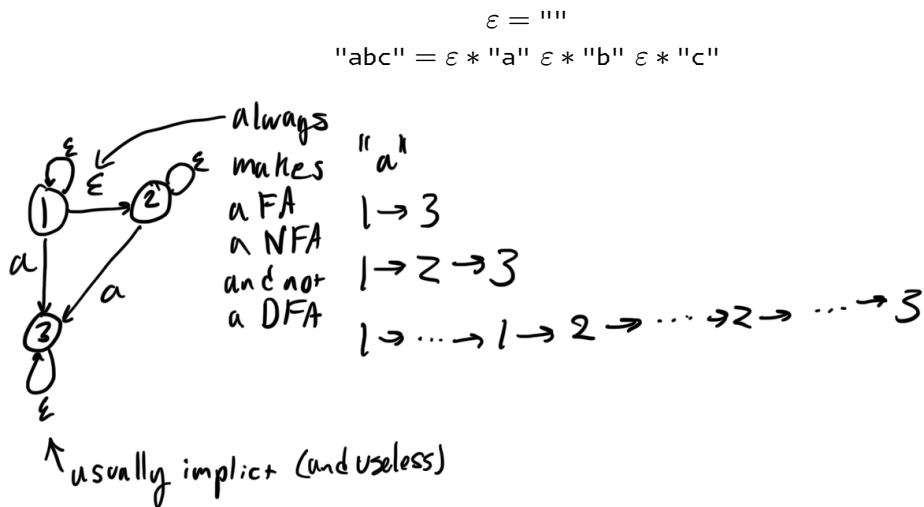 ε = ""
"abc" = ε * "a" ε * "b" ε * "c"
always
makes
a FA
a NFA
and not
a DFA
ε
ε
ε
1
2
a
a
3
ε
"a"
1 → 3
1 → 2 → 3
1 → ... → 1 → 2 → ... → 2 → ... → 3
usually implict (and useless)